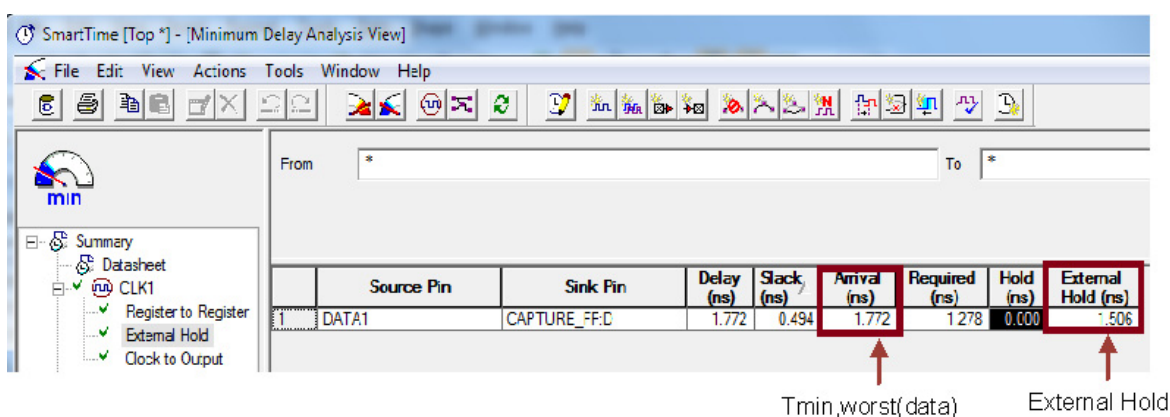 SmartTime [Top *] - [Minimum Delay Analysis View]
File Edit View Actions Tools Window Help
min
From * To *
Summary
Datasheet
CLK1
Register to Register
External Hold
Clock to Output
Source Pin Sink Pin Delay (ns) Slack (ns) Arrival (ns) Required (ns) Hold (ns) External Hold (ns)
1 DATA1 CAPTURE_FF:D 1.772 0.494 1.772 1.278 0.000 1.506
Tmin,worst(data) External Hold